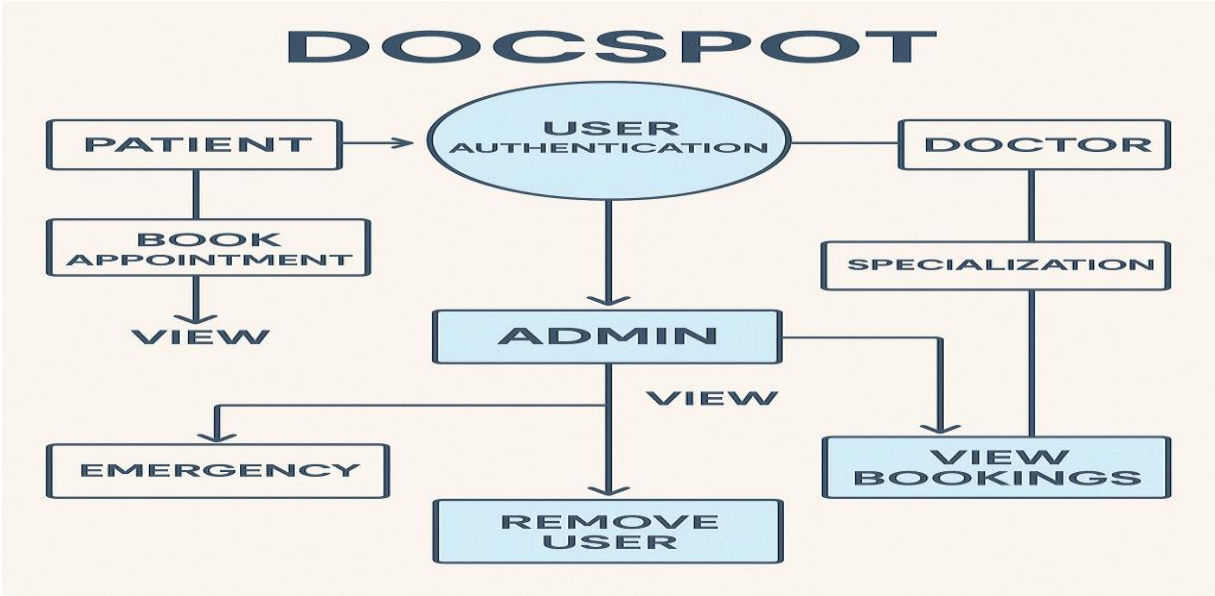 DOCSPOT
PATIENT
USER
AUTHENTICATION
DOCTOR
BOOK
APPOINTMENT
SPECIALIZATION
VIEW
ADMIN
VIEW
EMERGENCY
VIEW
BOOKINGS
REMOVE
USER